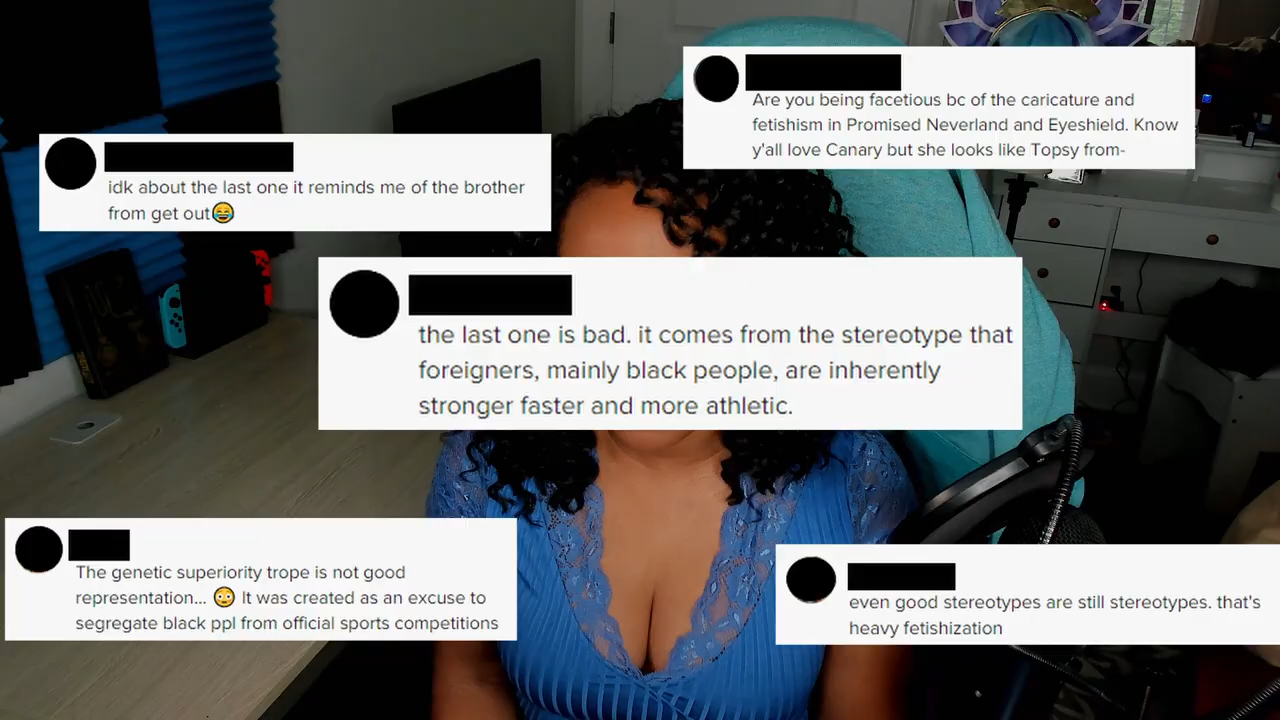 Are you being facetious bc of the caricature and
fetishism in Promised Neverland and Eyeshield. Know
y'all love Canary but she looks like Topsy from-
idk about the last one it reminds me of the brother
from get out😂
the last one is bad. it comes from the stereotype that
foreigners, mainly black people, are inherently
stronger faster and more athletic.
The genetic superiority trope is not good
representation... 😳 It was created as an excuse to
segregate black ppl from official sports competitions
even good stereotypes are still stereotypes. that's
heavy fetishization